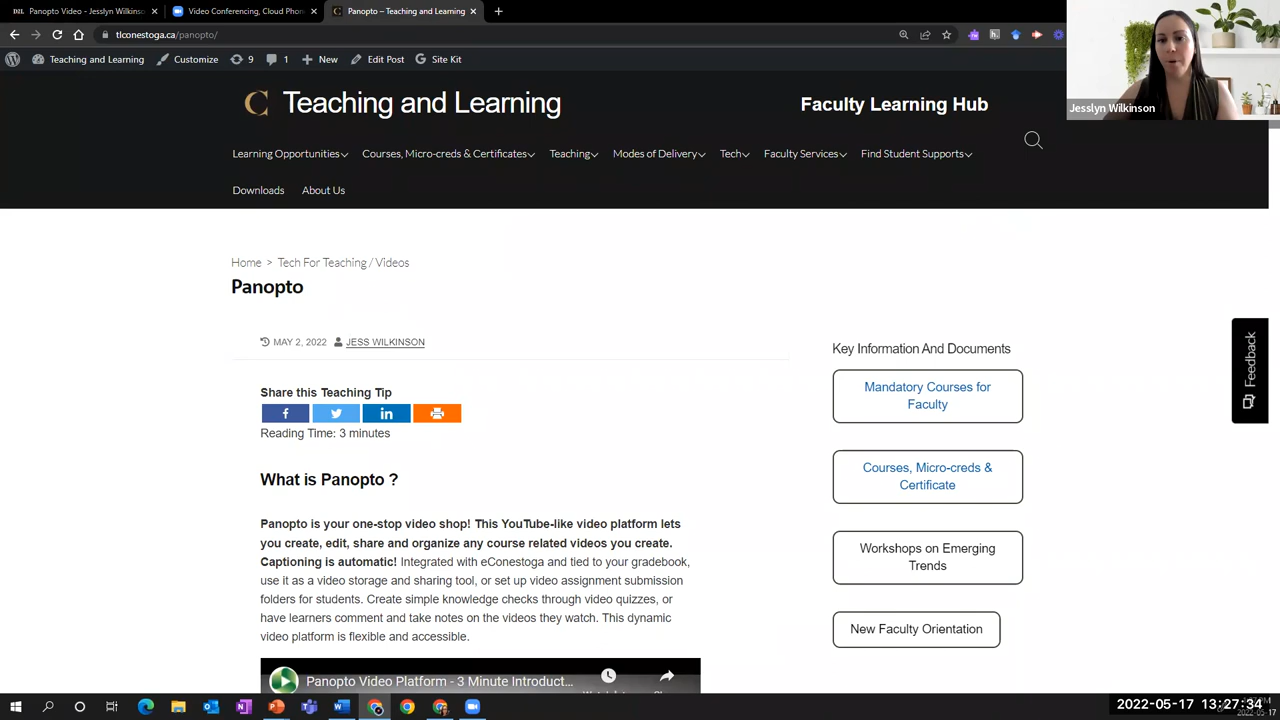 Panopto Video - Jesslyn Wilkinso
Video Conferencing, Cloud Phon
Panopto – Teaching and Learning
tlconestoga.ca/panopto/
Teaching and Learning
Customize
9
1
New
Edit Post
Site Kit
Jesslyn Wilkinson
C Teaching and Learning
Faculty Learning Hub
Learning Opportunities
Courses, Micro-creds & Certificates
Teaching
Modes of Delivery
Tech
Faculty Services
Find Student Supports
Downloads
About Us
Home > Tech For Teaching / Videos
Panopto
MAY 2, 2022
JESS WILKINSON
Share this Teaching Tip
Reading Time: 3 minutes
What is Panopto ?
Panopto is your one-stop video shop! This YouTube-like video platform lets
you create, edit, share and organize any course related videos you create.
Captioning is automatic! Integrated with eConestoga and tied to your gradebook,
use it as a video storage and sharing tool, or set up video assignment submission
folders for students. Create simple knowledge checks through video quizzes, or
have learners comment and take notes on the videos they watch. This dynamic
video platform is flexible and accessible.
Panopto Video Platform - 3 Minute Introduct...
Key Information And Documents
Mandatory Courses for
Faculty
Courses, Micro-creds &
Certificate
Workshops on Emerging
Trends
New Faculty Orientation
Feedback
2022-05-17 13:27:34